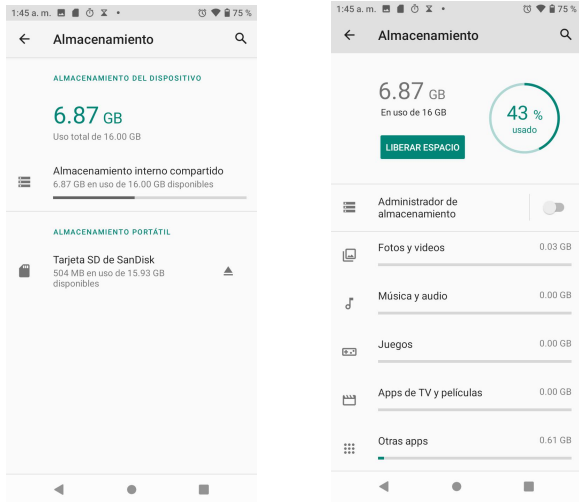 1:45 a. m.
75 %
Almacenamiento
ALMACENAMIENTO DEL DISPOSITIVO
6.87 GB
Uso total de 16.00 GB
Almacenamiento interno compartido
6.87 GB en uso de 16.00 GB disponibles
ALMACENAMIENTO PORTÁTIL
Tarjeta SD de SanDisk
504 MB en uso de 15.93 GB
disponibles
1:45 a. m.
75 %
Almacenamiento
6.87 GB
En uso de 16 GB
LIBERAR ESPACIO
43 %
usado
Administrador de
almacenamiento
Fotos y videos
0.03 GB
Música y audio
0.00 GB
Juegos
0.00 GB
Apps de TV y películas
0.00 GB
Otras apps
0.61 GB